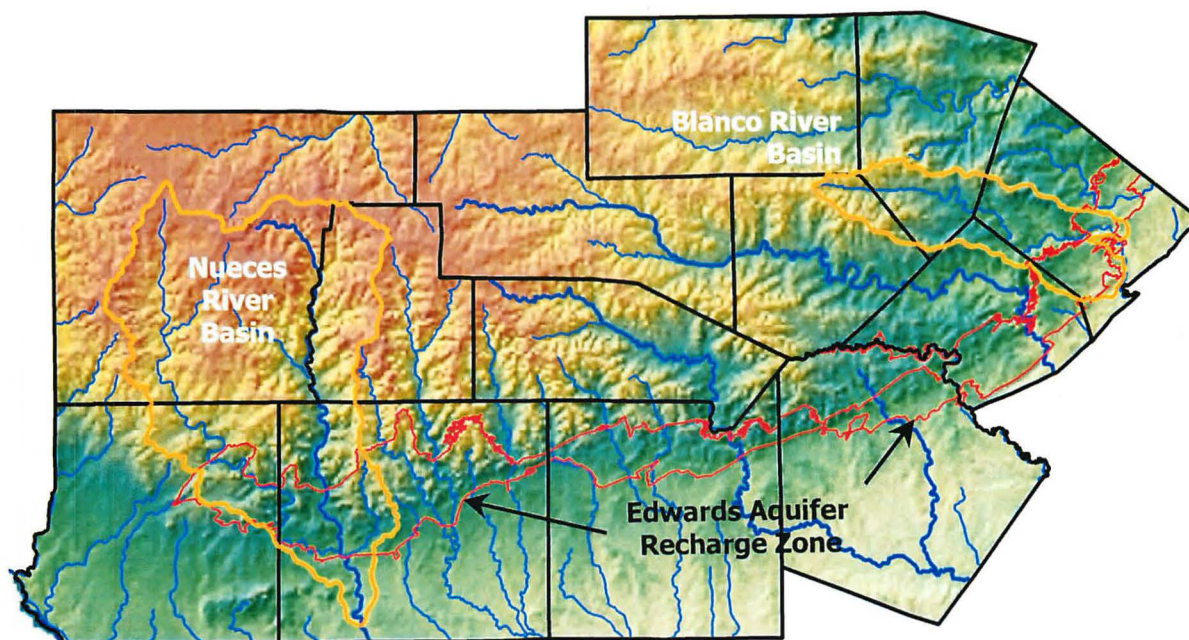 Blanco River
Basin
Nueces
River
Basin
Edwards Aquifer
Recharge Zone